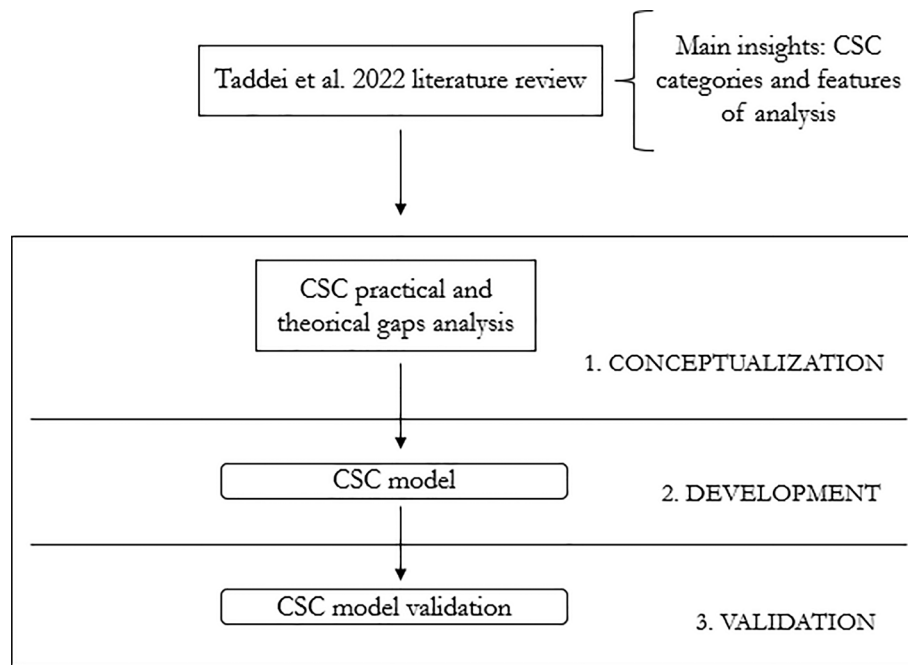 Taddei et al. 2022 literature review
Main insights: CSC
categories and features
of analysis
CSC practical and
theorical gaps analysis
1. CONCEPTUALIZATION
CSC model
2. DEVELOPMENT
CSC model validation
3. VALIDATION